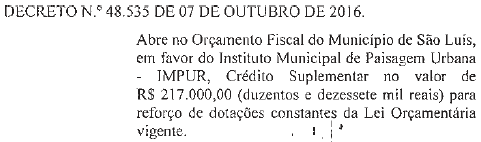 DECRETO N.º 48.535 DE 07 DE OUTUBRO DE 2016.
Abre no Orçamento Fiscal do Município de São Luís,
em favor do Instituto Municipal de Paisagem Urbana
- IMPUR, Crédito Suplementar no valor de
R$ 217.000,00 (duzentos e dezessete mil reais) para
reforço de dotações constantes da Lei Orçamentária
vigente.